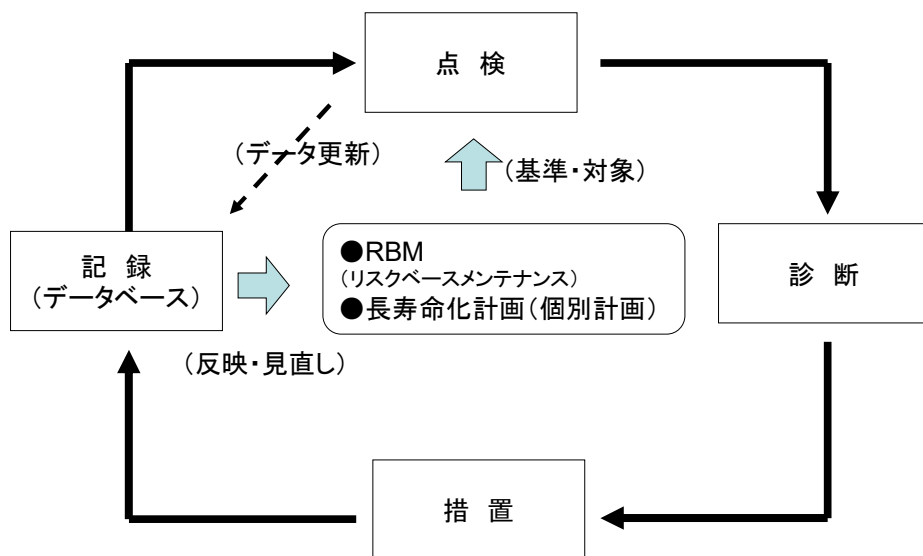 点 検
(データ更新)
(基準・対象)
記 録
(データベース)
●RBM
(リスクベースメンテナンス)
●長寿命化計画(個別計画)
診 断
(反映・見直し)
措 置